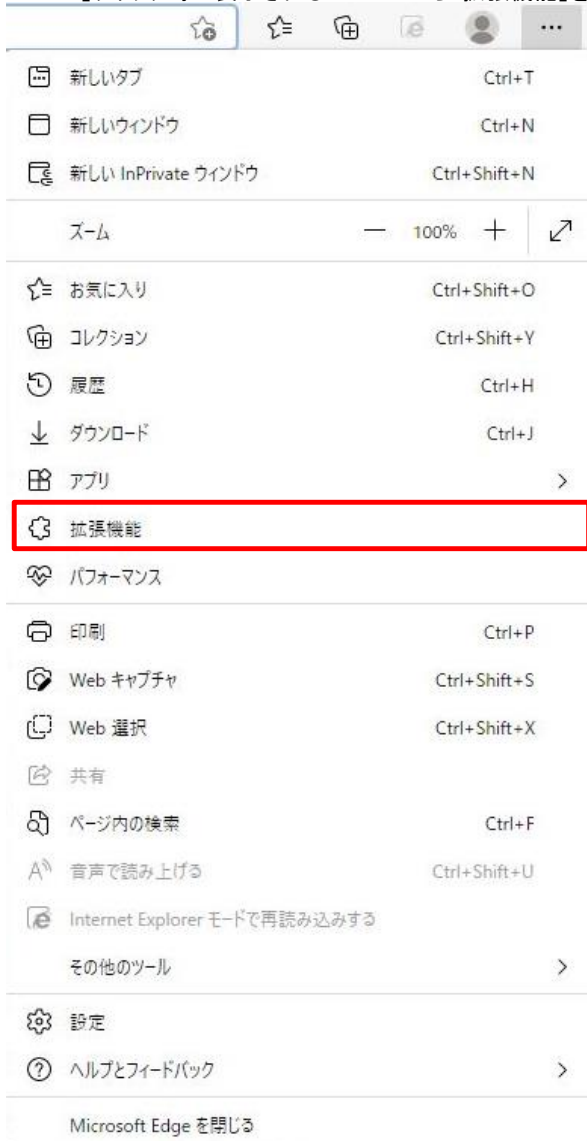 拡張機能
新しいタブ Ctrl+T
新しいウィンドウ Ctrl+N
新しい InPrivate ウィンドウ Ctrl+Shift+N
ズーム — 100% +
お気に入り Ctrl+Shift+O
コレクション Ctrl+Shift+Y
履歴 Ctrl+H
ダウンロード Ctrl+J
アプリ
拡張機能
パフォーマンス
印刷 Ctrl+P
Web キャプチャ Ctrl+Shift+S
Web 選択 Ctrl+Shift+X
共有
ページ内の検索 Ctrl+F
音声で読み上げる Ctrl+Shift+U
Internet Explorer モードで再読み込みする
その他のツール
設定
ヘルプとフィードバック
Microsoft Edge を閉じる